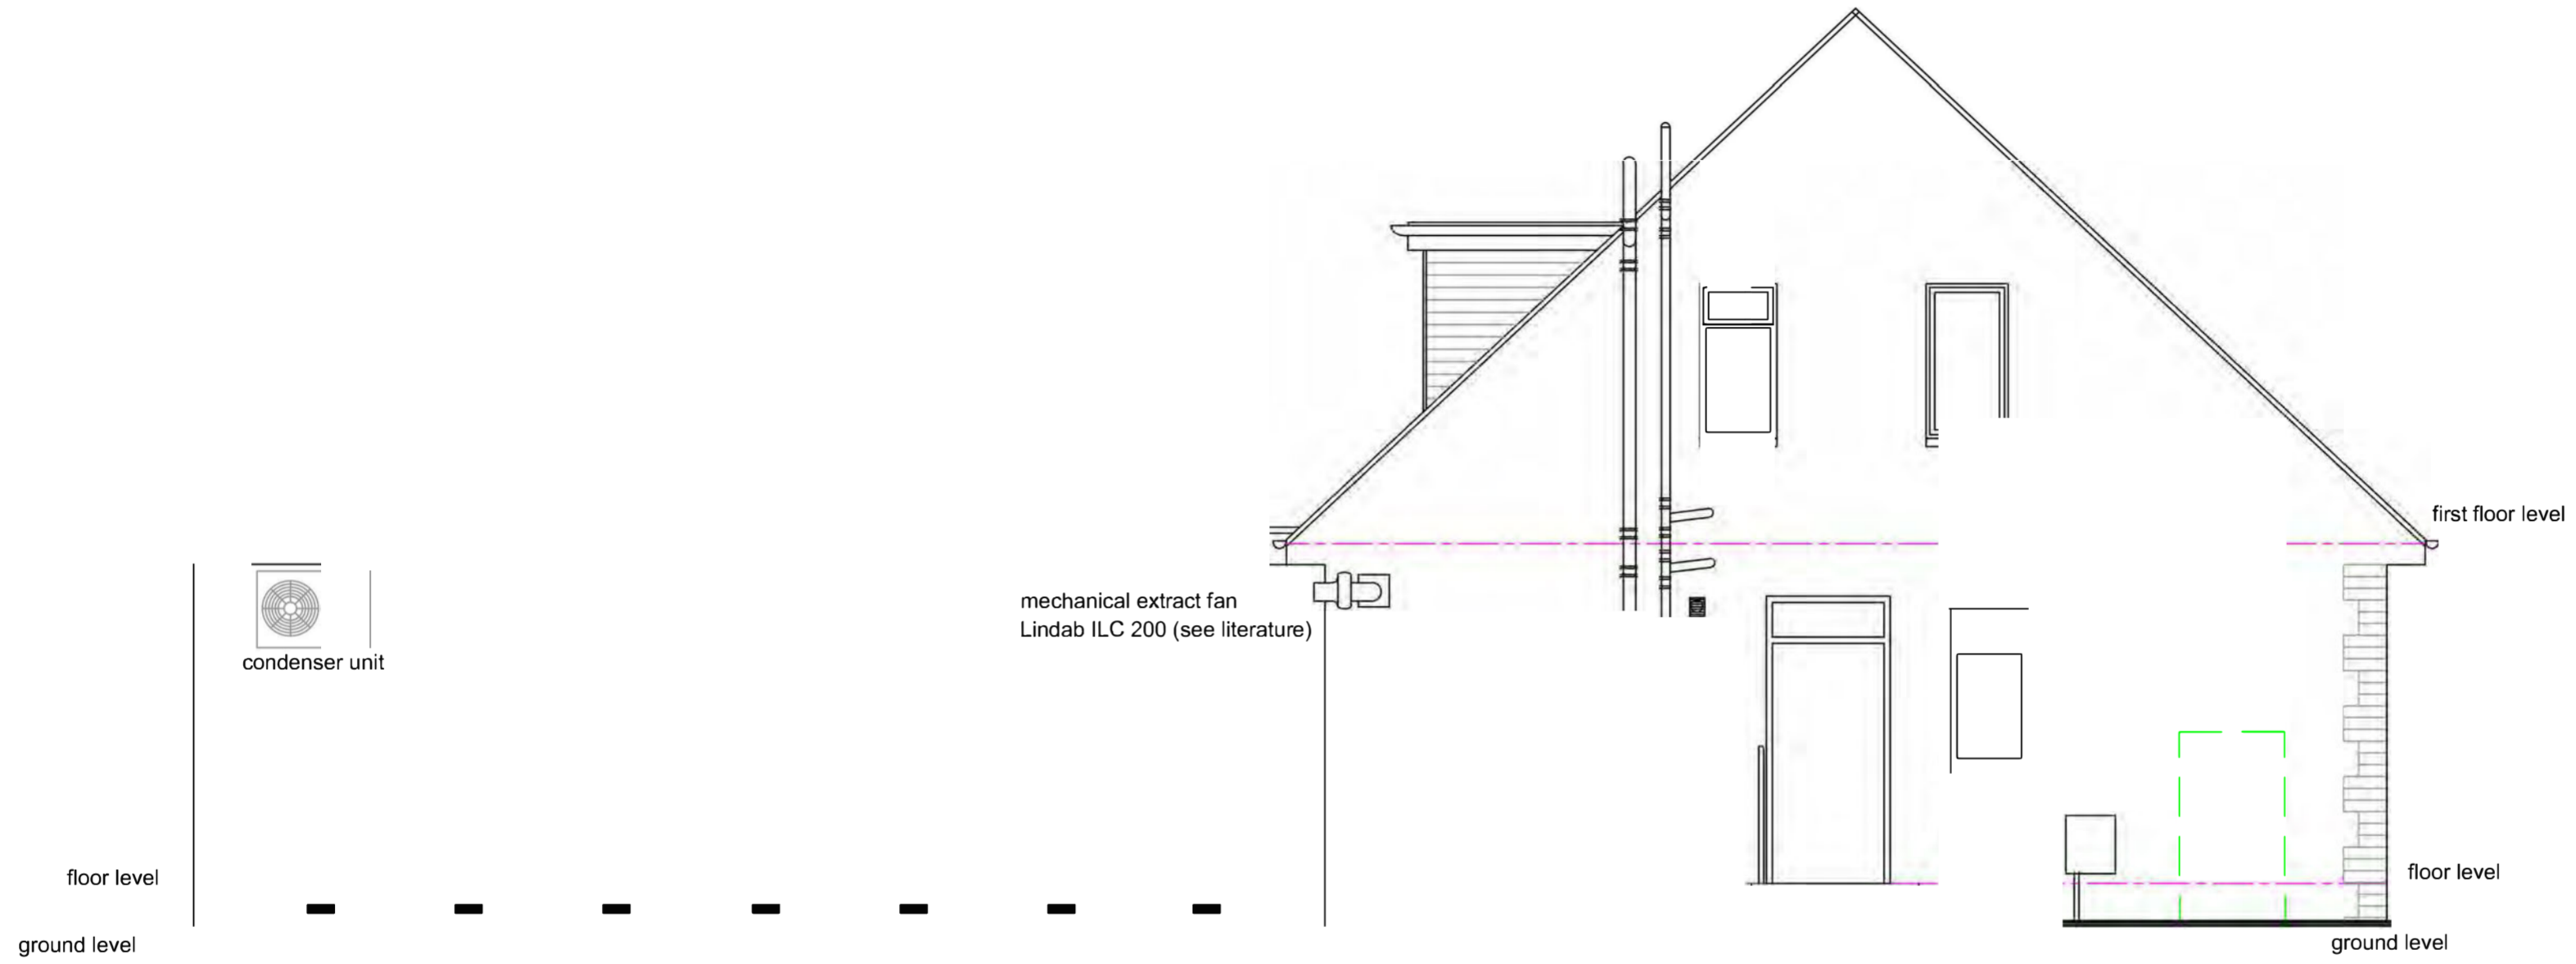 first floor level
mechanical extract fan
Lindab ILC 200 (see literature)
condenser unit
floor level
floor level
ground level
ground level